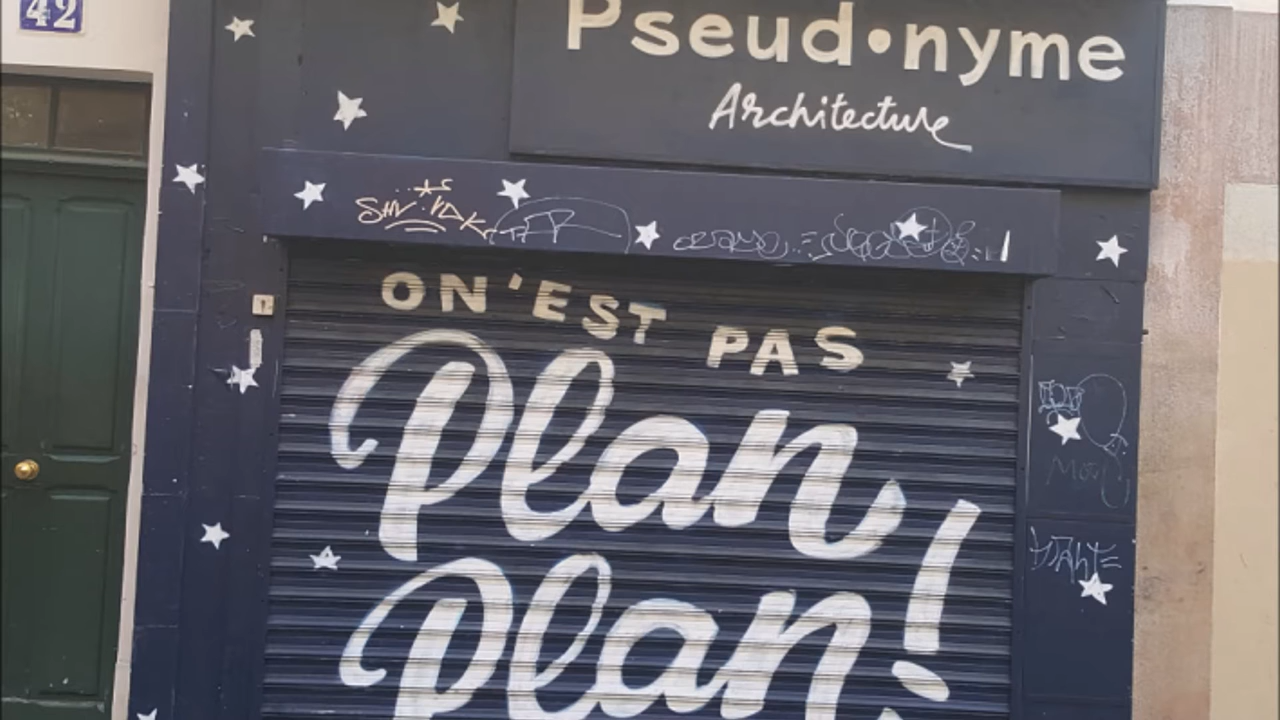 42
Pseud•nyme
Architecture
ON'EST PAS
Plan
Plan!